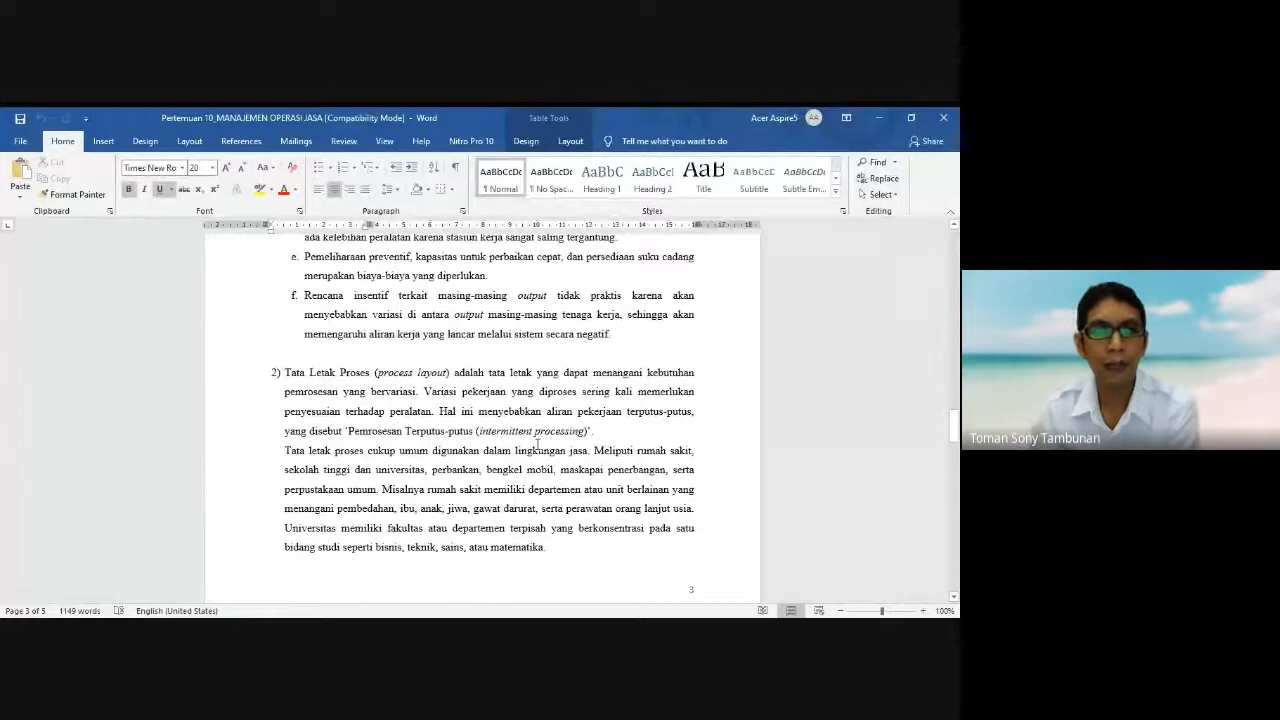 Pertemuan 10_MANAJEMEN OPERASI JASA [Compatibility Mode] - Word
Table Tools
Acer Aspire5
AA
File Home Insert Design Layout References Mailings Review View Help Nitro Pro 10 Design Layout Tell me what you want to do Share
Paste
Cut
Copy
Format Painter
Clipboard
Times New Ro 20
Font
Paragraph
AaBbCcDc AaBbCcDc AaBbC AaBbCcI AaB AaBbCcD AaBbCcDc
¶ Normal ¶ No Spac... Heading 1 Heading 2 Title Subtitle Subtle Em...
Styles
Find
Replace
Select
Editing
ada kelebihan peralatan karena stasiun kerja sangat saling tergantung.
e. Pemeliharaan preventif, kapasitas untuk perbaikan cepat, dan persediaan suku cadang
merupakan biaya-biaya yang diperlukan.
f. Rencana insentif terkait masing-masing output tidak praktis karena akan
menyebabkan variasi di antara output masing-masing tenaga kerja, sehingga akan
memengaruhi aliran kerja yang lancar melalui sistem secara negatif.
2) Tata Letak Proses (process layout) adalah tata letak yang dapat menangani kebutuhan
pemrosesan yang bervariasi. Variasi pekerjaan yang diproses sering kali memerlukan
penyesuaian terhadap peralatan. Hal ini menyebabkan aliran pekerjaan terputus-putus,
yang disebut ‘Pemrosesan Terputus-putus (intermittent processing)‘.
Tata letak proses cukup umum digunakan dalam lingkungan jasa. Meliputi rumah sakit,
sekolah tinggi dan universitas, perbankan, bengkel mobil, maskapai penerbangan, serta
perpustakaan umum. Misalnya rumah sakit memiliki departemen atau unit berlainan yang
menangani pembedahan, ibu, anak, jiwa, gawat darurat, serta perawatan orang lanjut usia.
Universitas memiliki fakultas atau departemen terpisah yang berkonsentrasi pada satu
bidang studi seperti bisnis, teknik, sains, atau matematika.
3
Page 3 of 5 1149 words English (United States) 100%
Toman Sony Tambunan